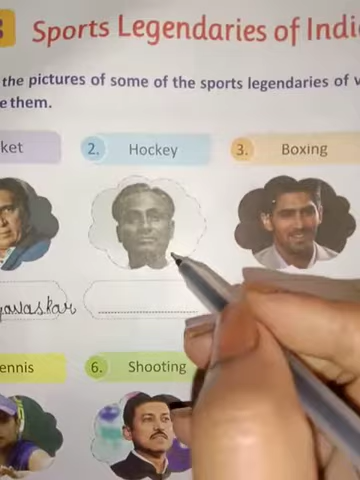 Sports Legendaries of Indi
the pictures of some of the sports legendaries of v
e them.
ket
2. Hockey
3. Boxing
gavaskar
ennis
6. Shooting